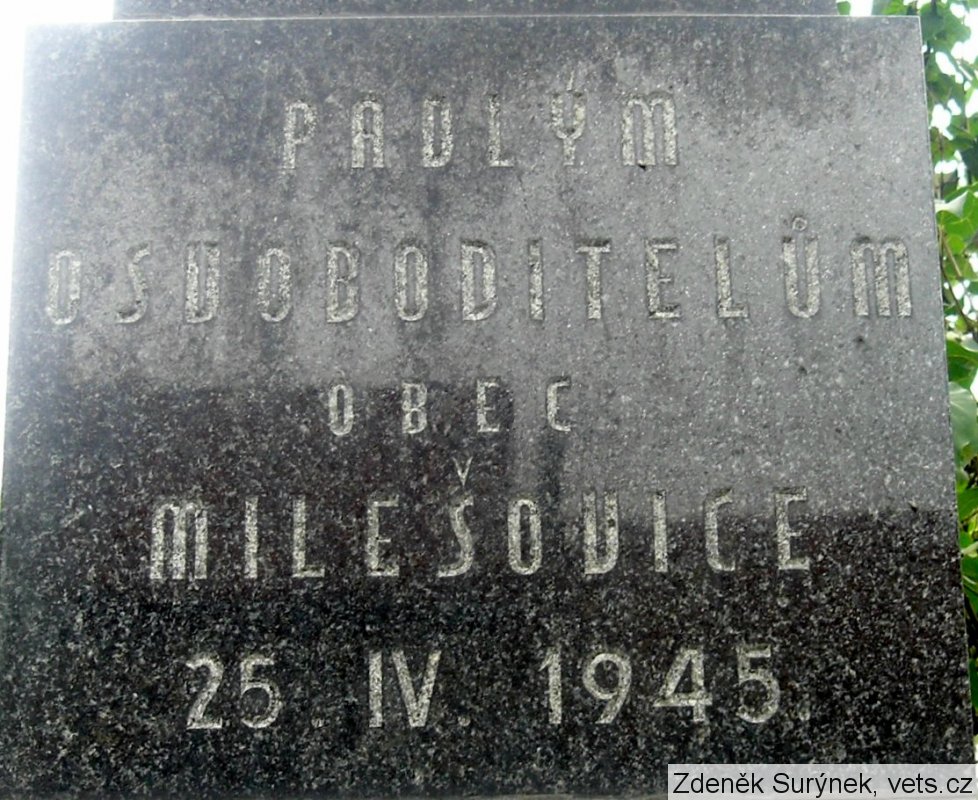 PADLÝM
OSVOBODITELŮM
OBEC
MILEŠOVICE
25. IV. 1945.
Zdeněk Surýnek, vets.cz